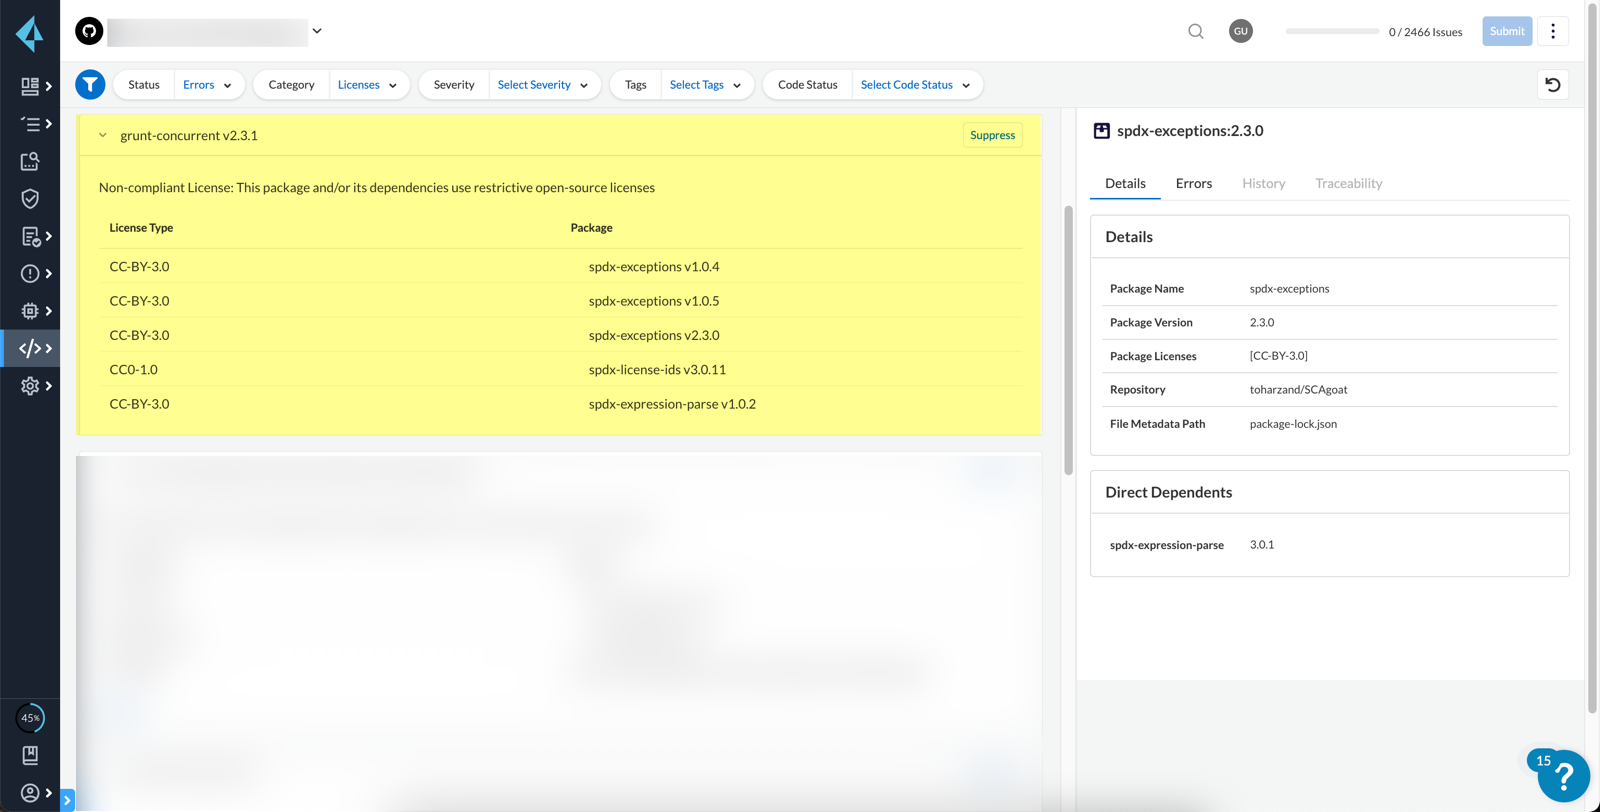 GU
0 / 2466 Issues
Submit
Status Errors
Category Licenses
Severity Select Severity
Tags Select Tags
Code Status Select Code Status
grunt-concurrent v2.3.1
Suppress
Non-compliant License: This package and/or its dependencies use restrictive open-source licenses
License Type Package
CC-BY-3.0 spdx-exceptions v1.0.4
CC-BY-3.0 spdx-exceptions v1.0.5
CC-BY-3.0 spdx-exceptions v2.3.0
CC0-1.0 spdx-license-ids v3.0.11
CC-BY-3.0 spdx-expression-parse v1.0.2
spdx-exceptions:2.3.0
Details Errors History Traceability
Details
Package Name spdx-exceptions
Package Version 2.3.0
Package Licenses [CC-BY-3.0]
Repository toharzand/SCAgoat
File Metadata Path package-lock.json
Direct Dependents
spdx-expression-parse 3.0.1
45%
15
?